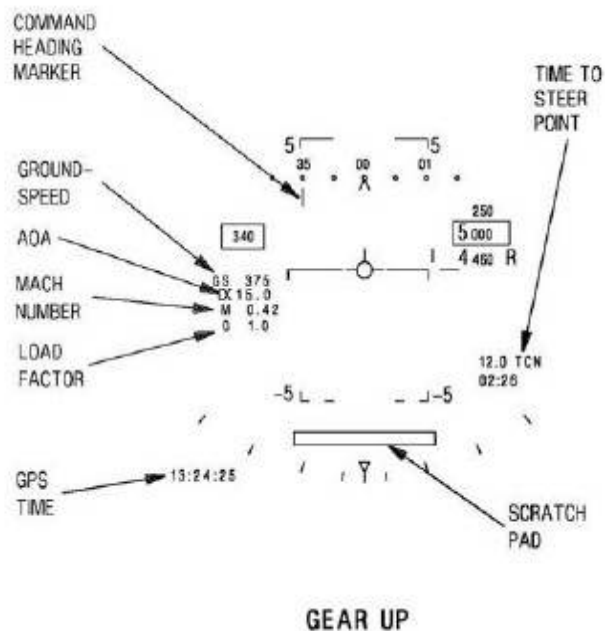 COMMAND
HEADING
MARKER
TIME TO
STEER
POINT
5 5
35 00 01
GROUND-
SPEED
250
340
5 000
4 460 R
AOA
GS 375
15.0
MACH
NUMBER
M 0.42
1.0
LOAD
FACTOR
12.0 TCN
02:26
-5 -5
GPS
TIME
13:24:25
SCRATCH
PAD
GEAR UP